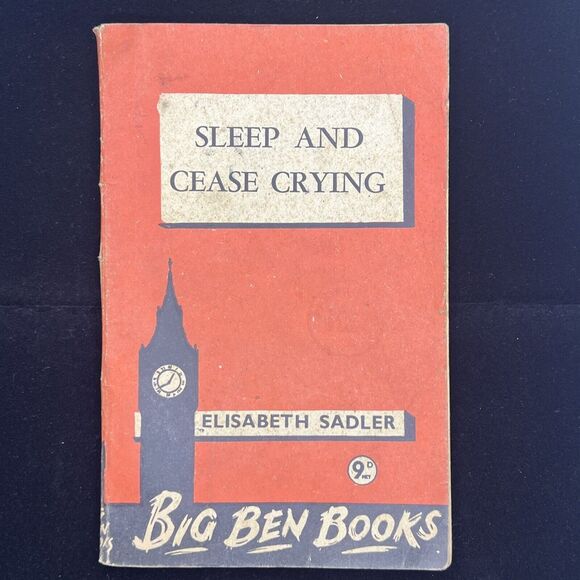 SLEEP AND
CEASE CRYING
ELISABETH SADLER
9D
NET
BIG BEN BOOKS